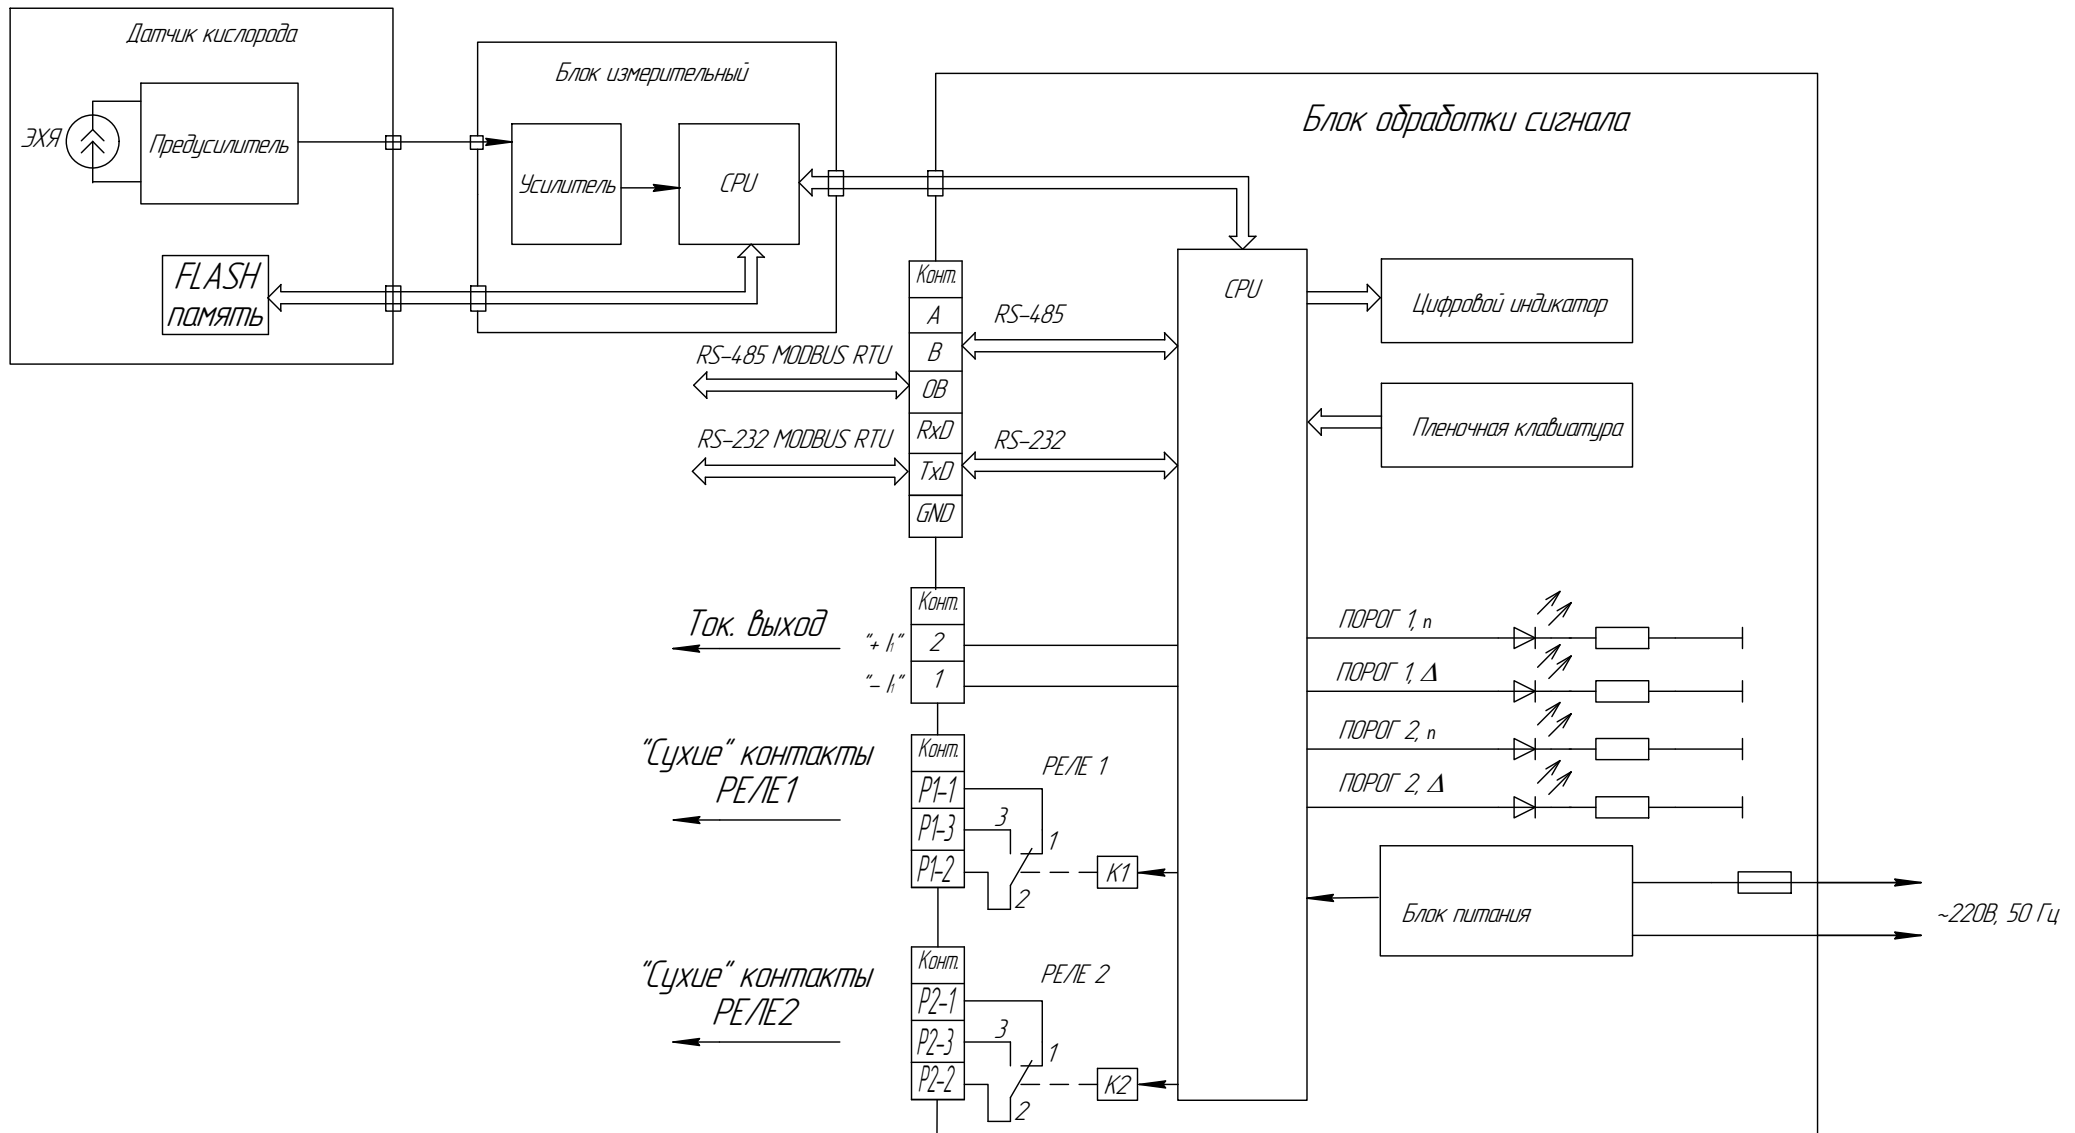 Датчик кислорода
ЭХЯ
Предусилитель
FLASH
память
Блок измерительный
Усилитель
CPU
Блок обработки сигнала
Конт.
A
B
OB
RxD
TxD
GND
RS-485 MODBUS RTU
RS-232 MODBUS RTU
RS-485
RS-232
CPU
Цифровой индикатор
Пленочная клавиатура
Ток. выход
"+ I1"
"- I1"
Конт.
2
1
ПОРОГ 1, п
ПОРОГ 1, Δ
ПОРОГ 2, п
ПОРОГ 2, Δ
"Сухие" контакты
РЕЛЕ1
Конт.
P1-1
P1-3
P1-2
РЕЛЕ 1
3
1
2
K1
Блок питания
~220В, 50 Гц
"Сухие" контакты
РЕЛЕ2
Конт.
P2-1
P2-3
P2-2
РЕЛЕ 2
3
1
2
K2